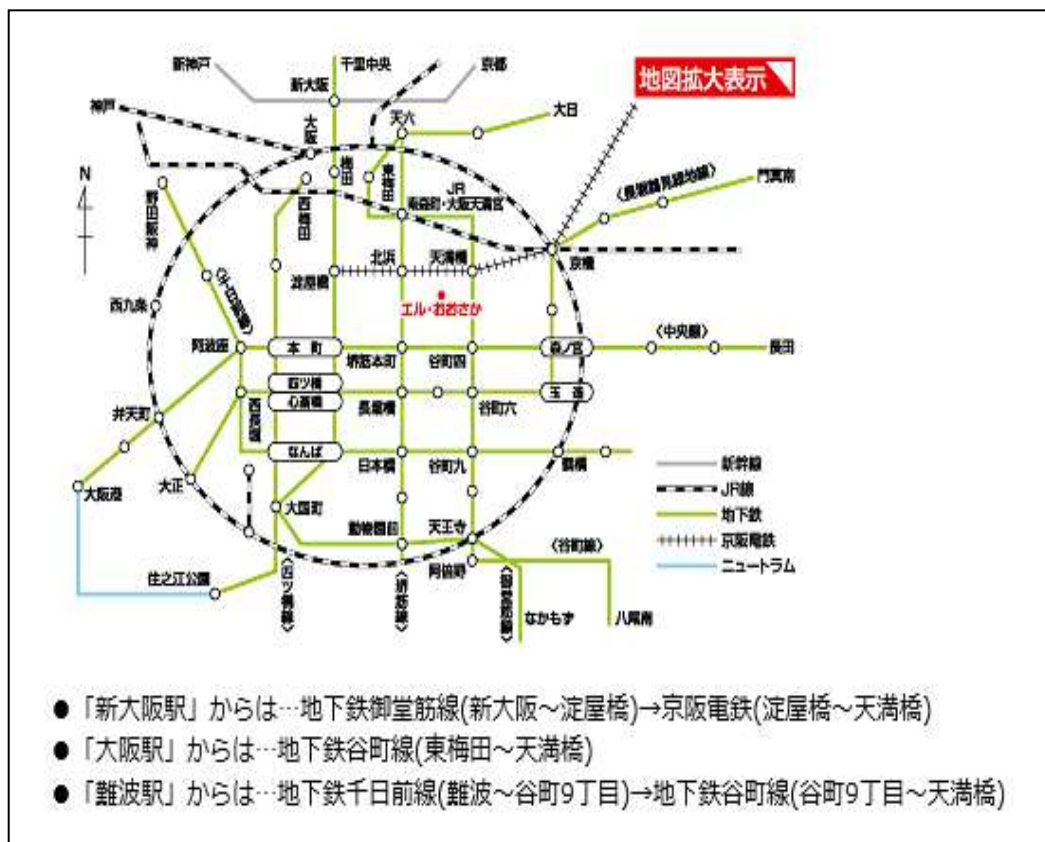 新神戸
千里中央
京都
新大阪
地図拡大表示
神戸
大阪
天六
大日
N
梅田
東梅田
JR
南森町・大阪天満宮
〈長堀鶴見緑地線〉
門真南
野田阪神
西梅田
北浜
天満橋
京橋
淀屋橋
エル・おおさか
西九条
〈中央線〉
阿波座
本町
堺筋本町
谷町四
森ノ宮
長田
四ツ橋
心斎橋
長堀橋
谷町六
玉造
井天町
なんば
日本橋
谷町九
鶴橋
新幹線
大阪港
大正
JR線
大国町
動物園前
天王寺
地下鉄
〈谷町線〉
京阪電鉄
住之江公園
阿倍野
ニュートラム
〈四ツ橋線〉
〈堺筋線〉
〈御堂筋線〉
なかもず
八尾南
●「新大阪駅」からは…地下鉄御堂筋線(新大阪～淀屋橋)→京阪電鉄(淀屋橋～天満橋)
●「大阪駅」からは…地下鉄谷町線(東梅田～天満橋)
●「難波駅」からは…地下鉄千日前線(難波～谷町9丁目)→地下鉄谷町線(谷町9丁目～天満橋)